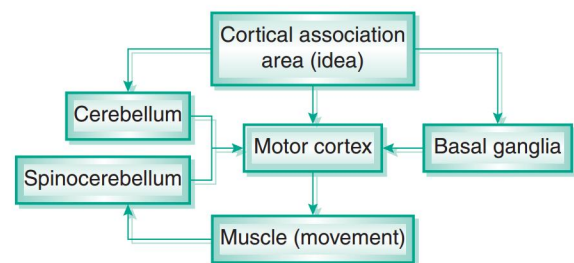 Cortical association
area (idea)
Cerebellum
Motor cortex
Basal ganglia
Spinocerebellum
Muscle (movement)